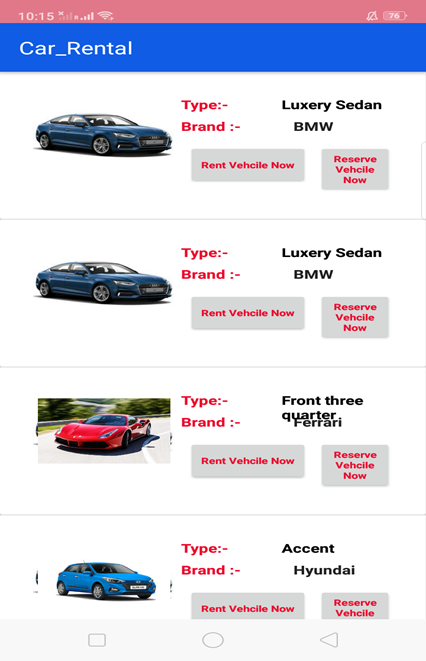 10:15 76
Car_Rental
Type:- Luxery Sedan
Brand :- BMW
Rent Vehcile Now
Reserve
Vehcile
Now
Type:- Luxery Sedan
Brand :- BMW
Rent Vehcile Now
Reserve
Vehcile
Now
Type:- Front three
quarter
Brand :- Ferrari
Rent Vehcile Now
Reserve
Vehcile
Now
Type:- Accent
Brand :- Hyundai
Rent Vehcile Now
Reserve
Vehcile